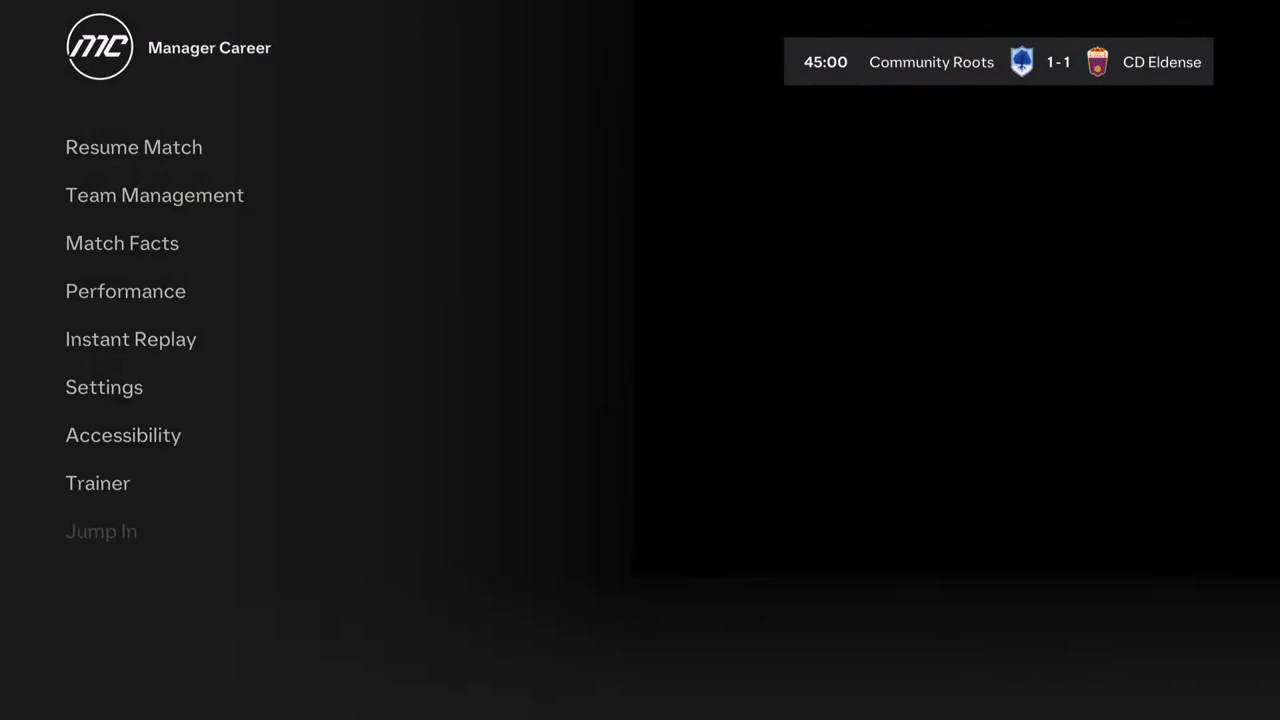 MC Manager Career
45:00 Community Roots 1 - 1 CD Eldense
Resume Match
Team Management
Match Facts
Performance
Instant Replay
Settings
Accessibility
Trainer
Jump In